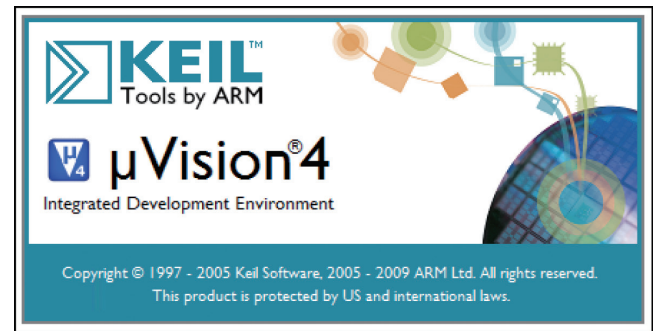 KEIL™
Tools by ARM
µ
V4
µVision®4
Integrated Development Environment
Copyright © 1997 - 2005 Keil Software, 2005 - 2009 ARM Ltd. All rights reserved.
This product is protected by US and international laws.